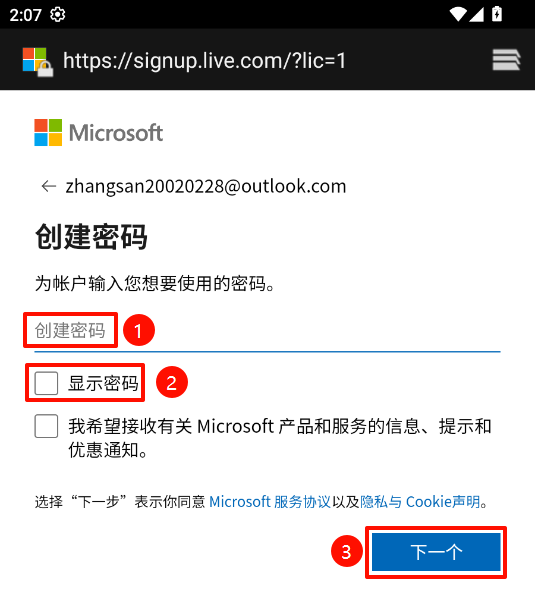 2:07
https://signup.live.com/?lic=1
Microsoft
← zhangsan20020228@outlook.com
创建密码
为帐户输入您想要使用的密码。
创建密码 1
显示密码 2
我希望接收有关 Microsoft 产品和服务的信息、提示和
优惠通知。
选择“下一步”表示你同意 Microsoft 服务协议以及隐私与 Cookie声明。
3 下一个